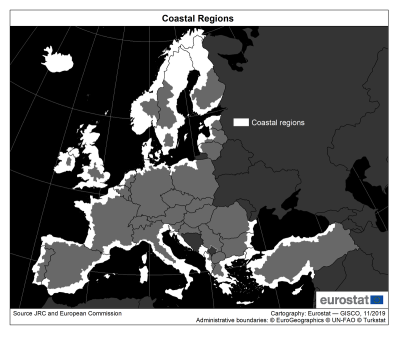 Coastal Regions
Coastal regions
eurostat
Source JRC and European Commission
Cartography: Eurostat — GISCO, 11/2019
Administrative boundaries: © EuroGeographics © UN-FAO © Turkstat